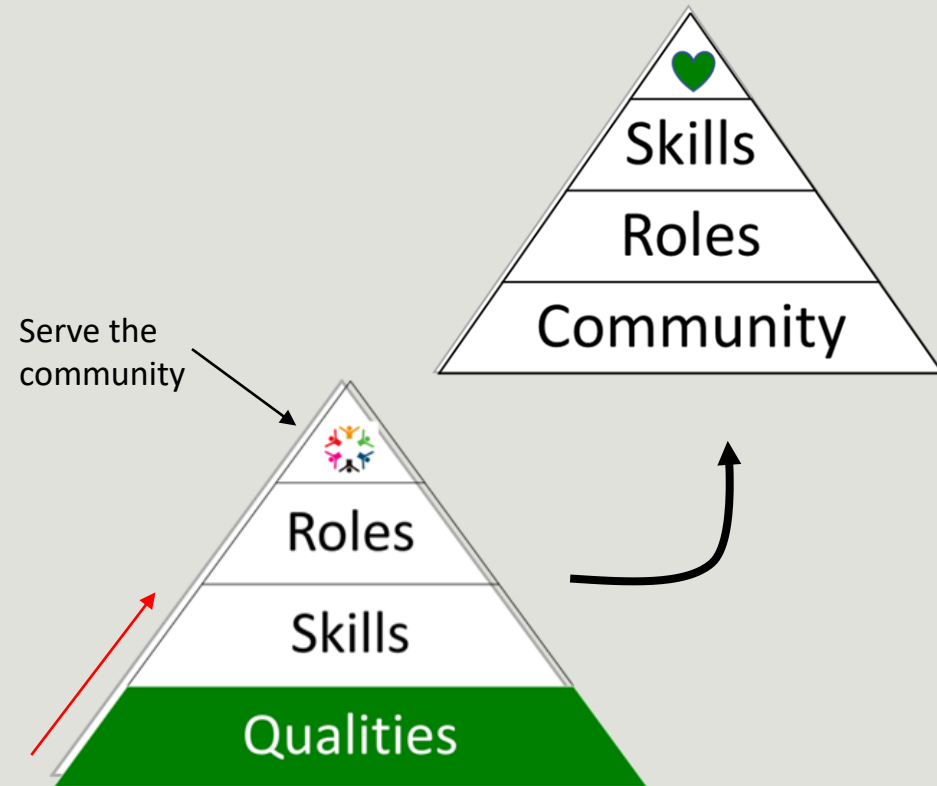 Skills
Roles
Community
Serve the
community
Roles
Skills
Qualities